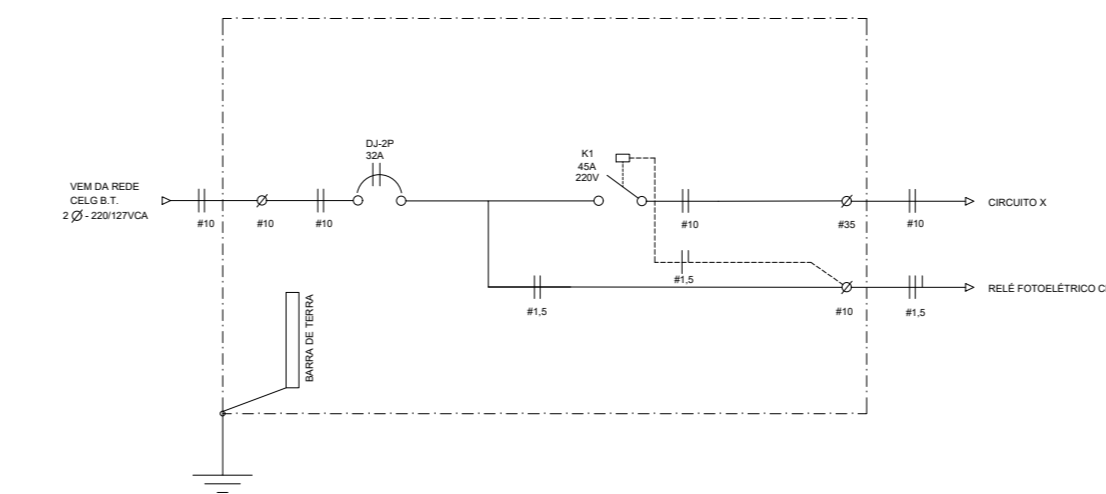 DJ-2P
32A
K1
45A
220V
VEM DA REDE
CELG B.T.
2 Ø - 220/127VCA
#10
#10
#10
#10
#35
#10
CIRCUITO X
#1,5
#1,5
#10
#1,5
RELÉ FOTOELÉTRICO
BARRA DE TERRA